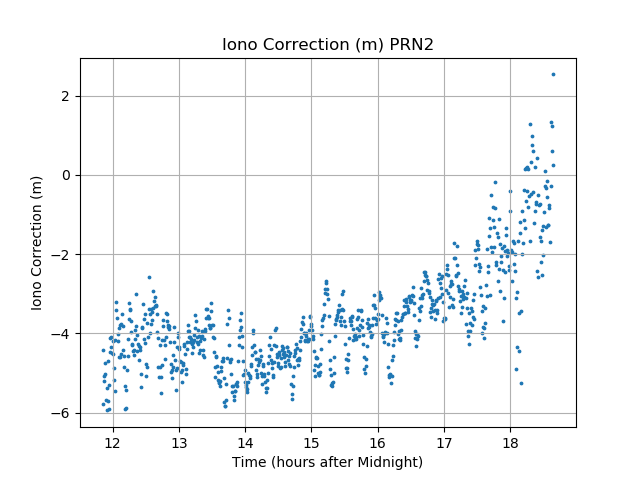 Iono Correction (m) PRN2
Iono Correction (m)
2
0
−2
−4
−6
12 13 14 15 16 17 18
Time (hours after Midnight)